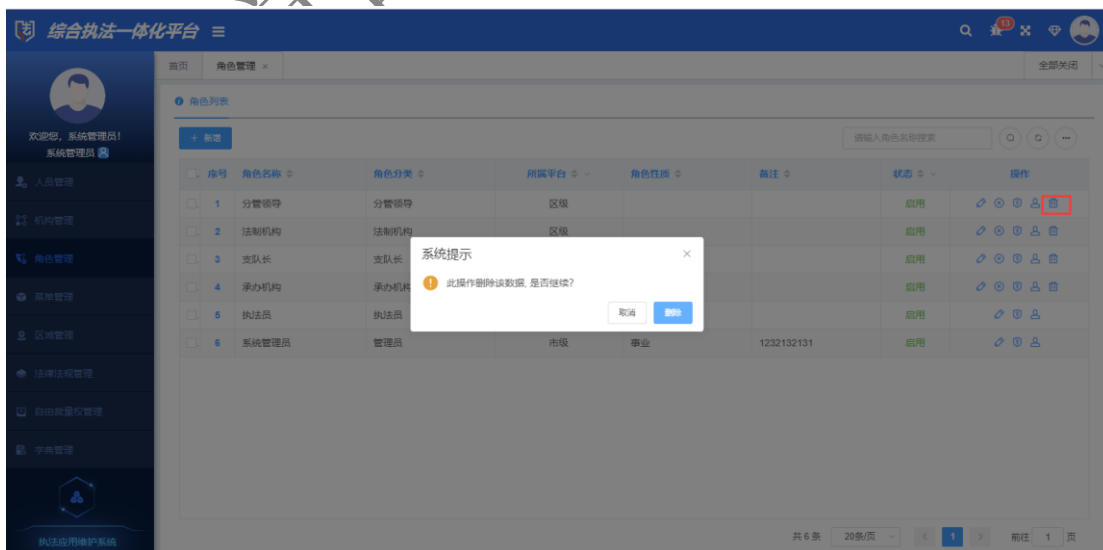 综合执法一体化平台
13
首页 角色管理 × 全部关闭
欢迎您，系统管理员！
系统管理员
角色列表
+ 新增 请输入角色名称搜索
人员管理
机构管理
角色管理
菜单管理
区域管理
法律法规管理
自由裁量权管理
字典管理
执法应用维护系统
序号 角色名称 角色分类 所属平台 角色性质 备注 状态 操作
1 分管领导 分管领导 区级 启用
2 法制机构 法制机构 区级 启用
3 支队长 支队长 启用
4 承办机构 承办机构 启用
5 执法员 执法员 启用
6 系统管理员 管理员 市级 事业 1232132131 启用
系统提示 ×
此操作删除该数据, 是否继续?
取消 删除
共 6 条 20条/页 < 1 > 前往 1 页